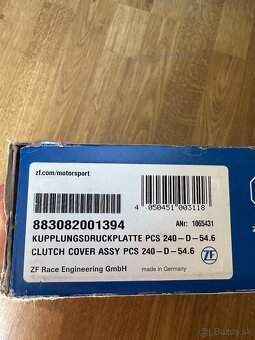 zf.com/motorsport
4 050451 003118
883082001394
ANr: 1065431
KUPPLUNGSDRUCKPLATTE PCS 240-D-54.6
CLUTCH COVER ASSY PCS 240-D-54.6
ZF Race Engineering GmbH made in Germany
ZF
bazos.sk